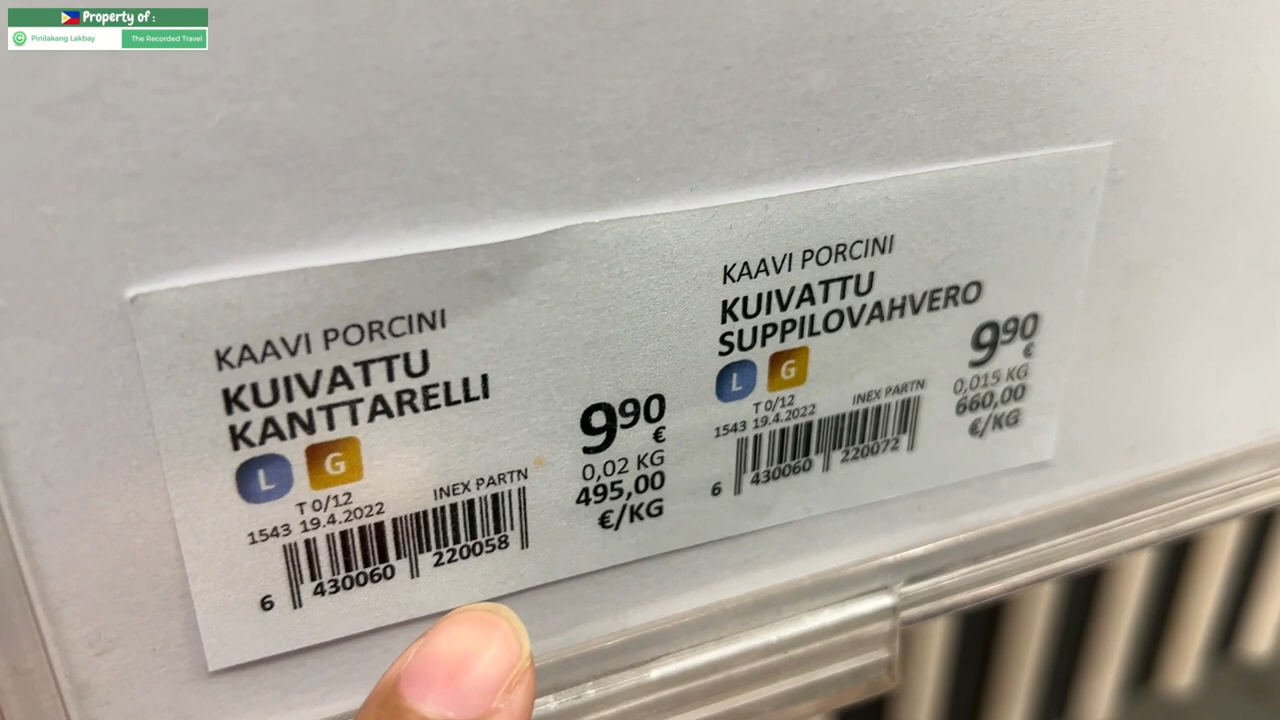 Property of :
© Pinilakang Lakbay
The Recorded Travel
KAAVI PORCINI
KUIVATTU
KANTTARELLI
L G
T 0/12
1543 19.4.2022
INEX PARTN
6 430060 220058
9 90
€
0,02 KG
495,00
€/KG
KAAVI PORCINI
KUIVATTU
SUPPILOVAHVERO
L G
T 0/12
1543 19.4.2022
INEX PARTN
6 430060 220072
9 90
€
0,015 KG
660,00
€/KG